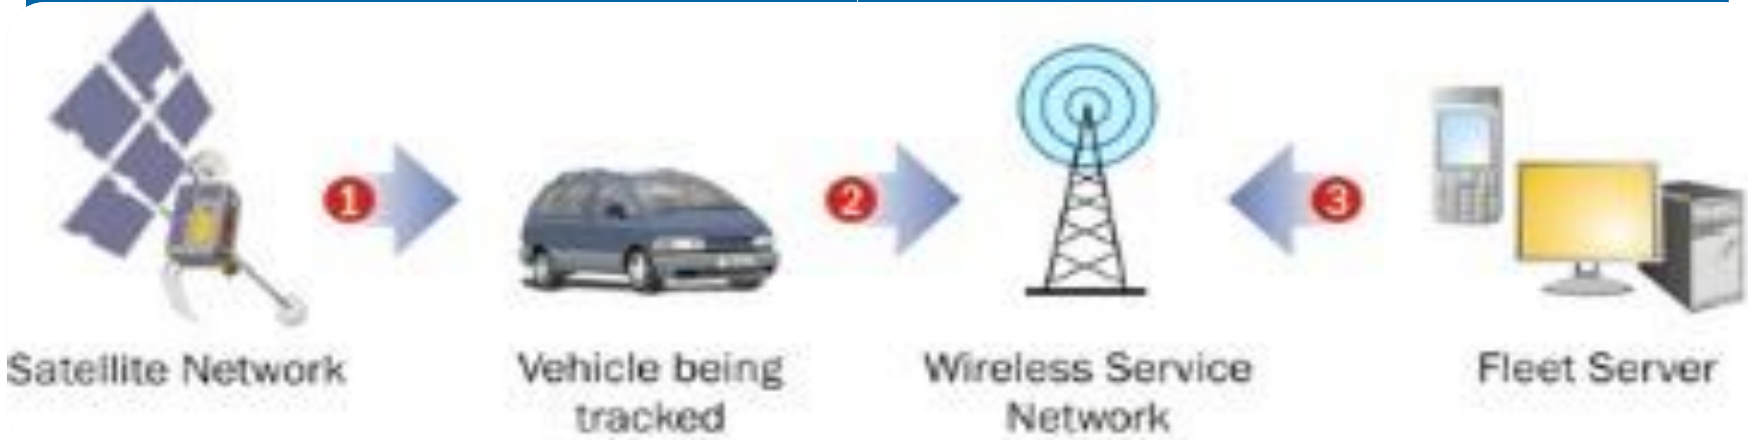 1
2
3
Satellite Network
Vehicle being
tracked
Wireless Service
Network
Fleet Server